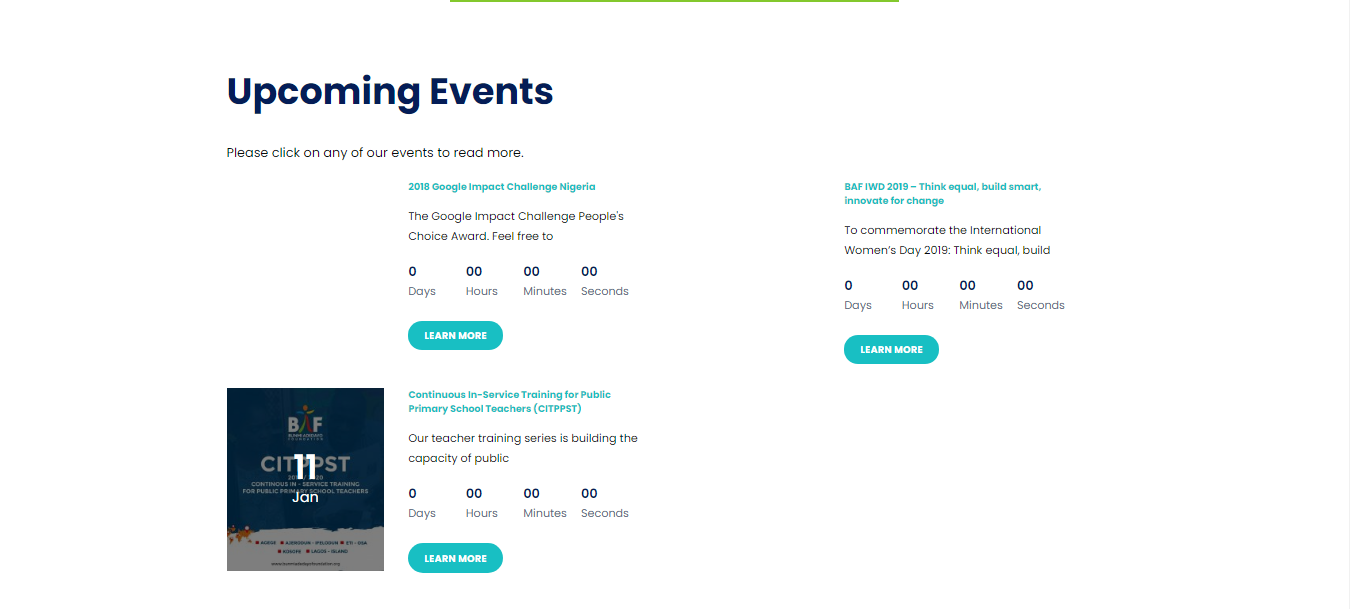 Upcoming Events
Please click on any of our events to read more.
2018 Google Impact Challenge Nigeria
The Google Impact Challenge People's
Choice Award. Feel free to
0 00 00 00
Days Hours Minutes Seconds
LEARN MORE
BAF IWD 2019 – Think equal, build smart,
innovate for change
To commemorate the International
Women's Day 2019: Think equal, build
0 00 00 00
Days Hours Minutes Seconds
LEARN MORE
BAF
CITPPST
11
CONTINOUS IN - SERVICE TRAINING
FOR PUBLIC PRIMARY SCHOOL TEACHERS
Jan
AGEGE AJEROMUN - IFELODUN ETI - OSA
KOSOFE LAGOS - ISLAND
Continuous In-Service Training for Public
Primary School Teachers (CITPPST)
Our teacher training series is building the
capacity of public
0 00 00 00
Days Hours Minutes Seconds
LEARN MORE